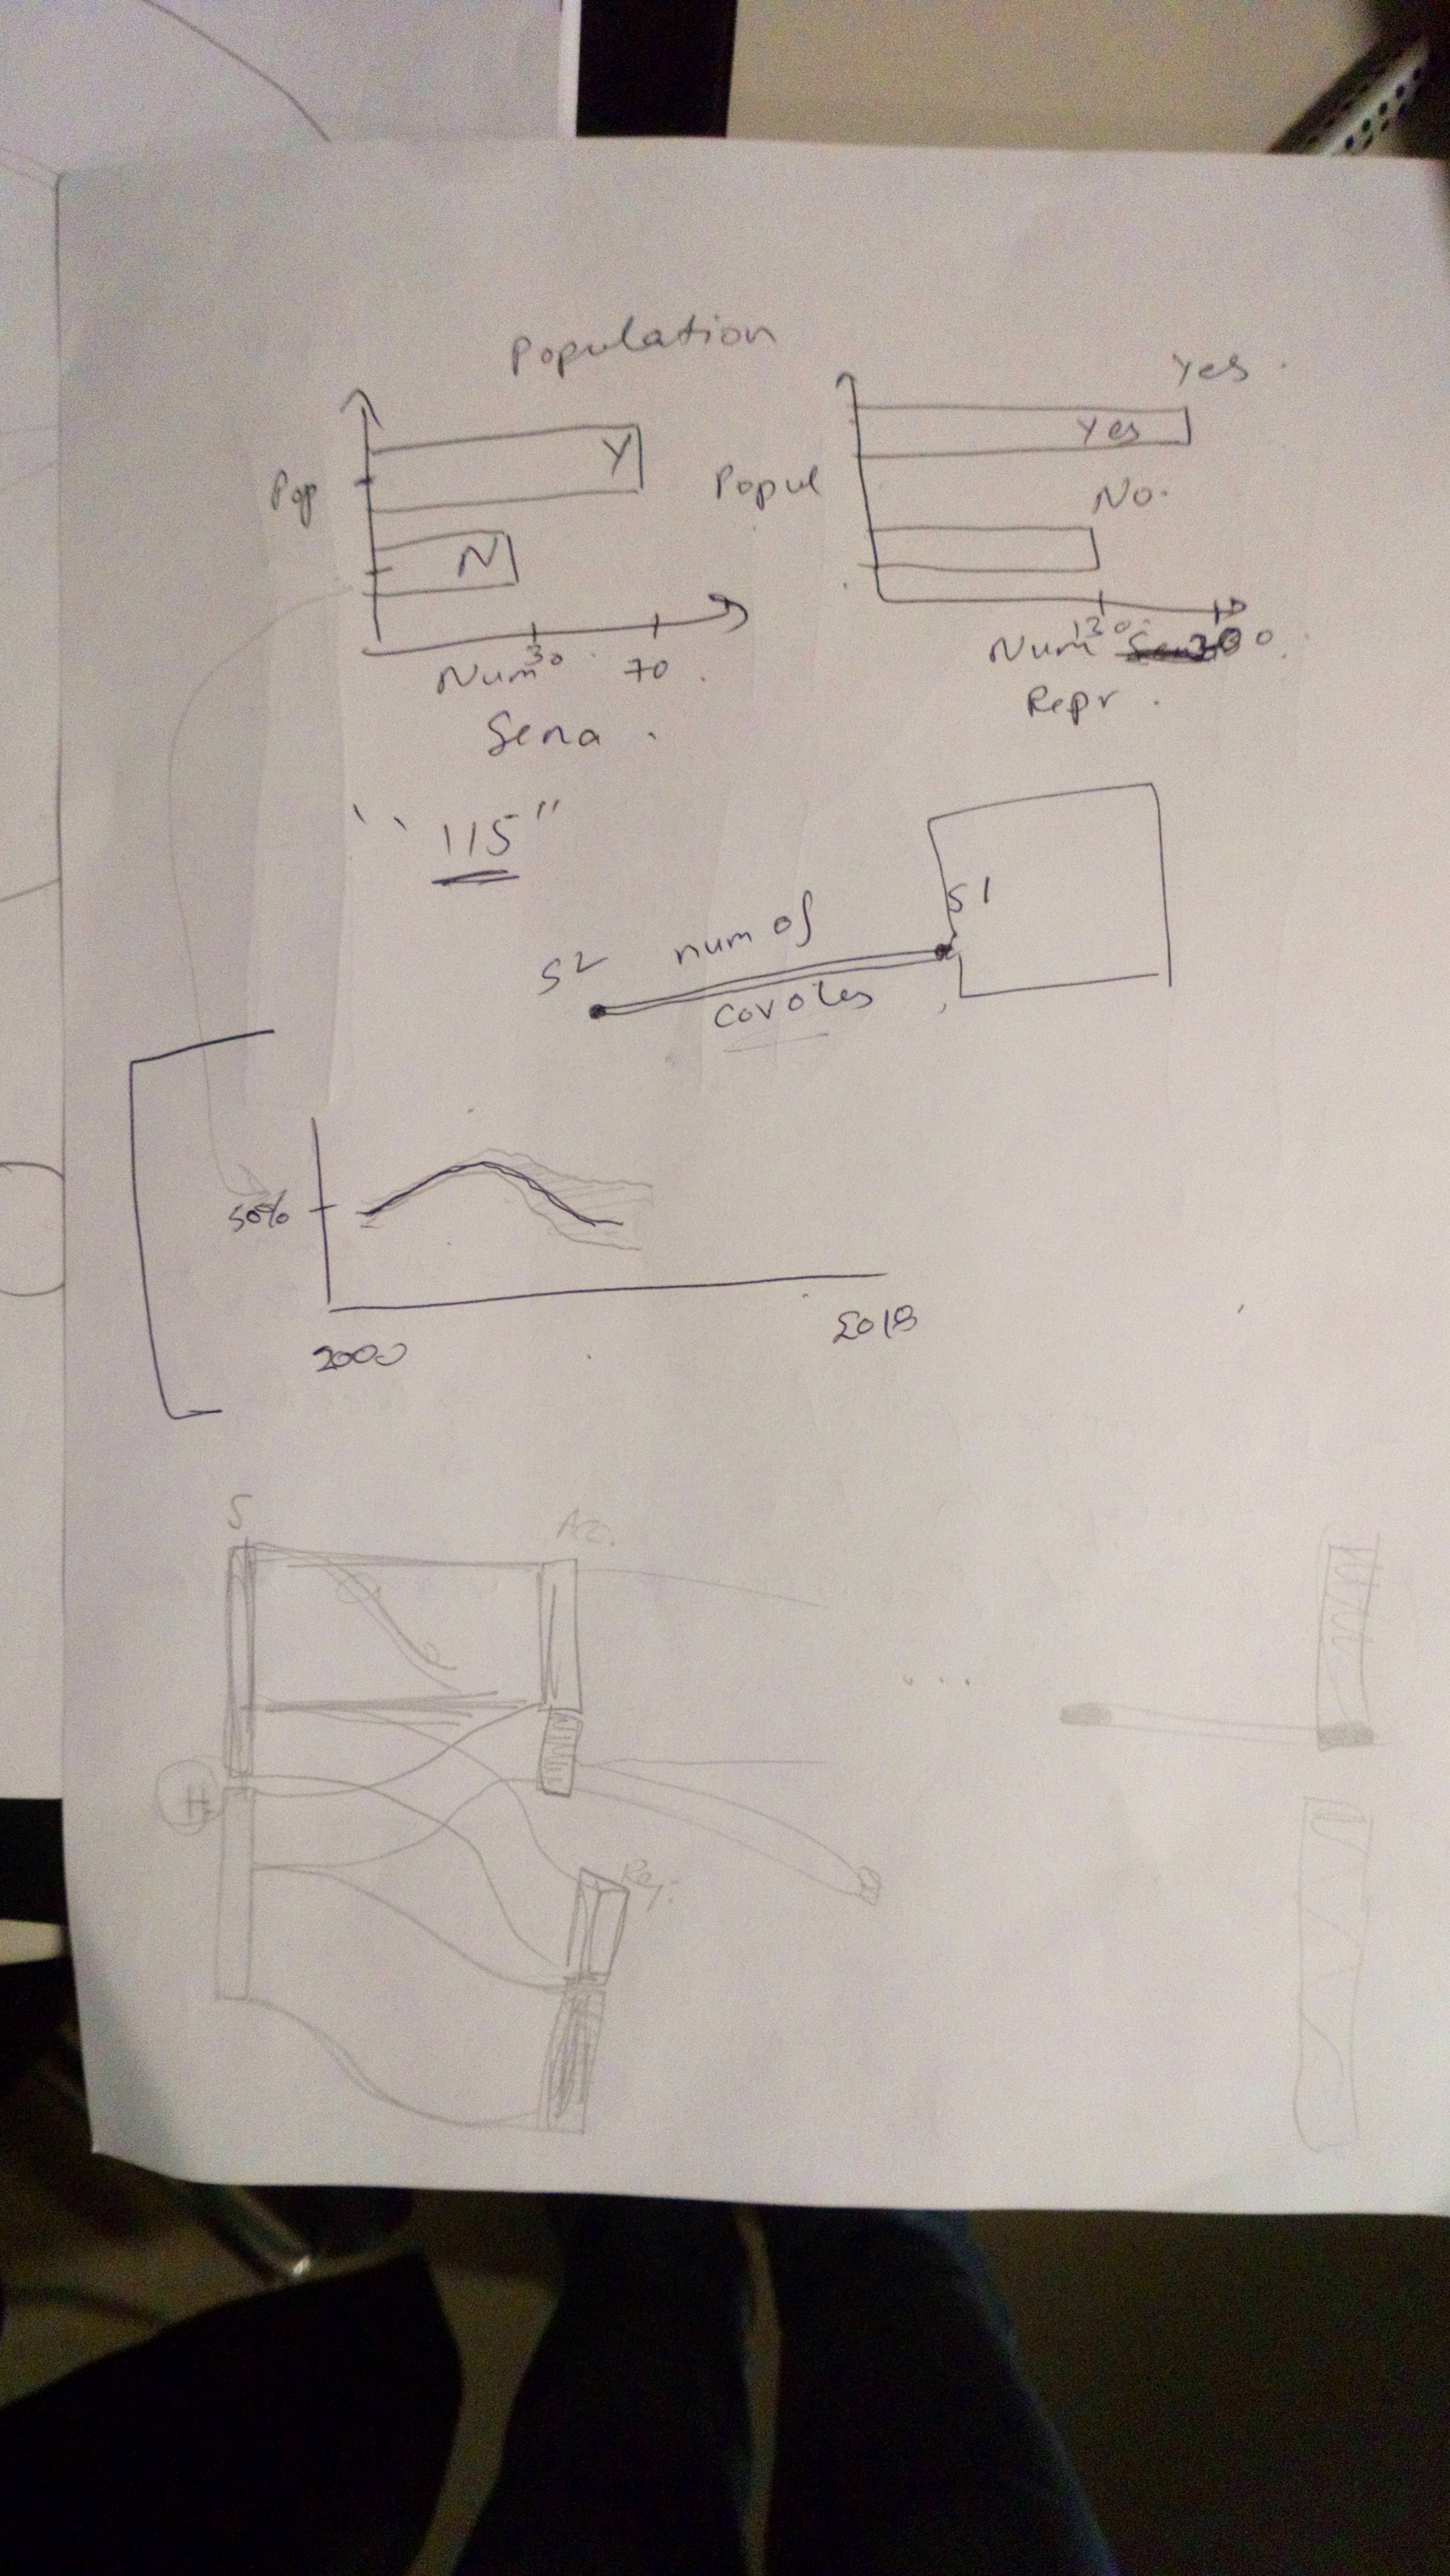 Population
Yes.
Pop
Y
N
30
70
Num
Sena.
Popul
Yes
No.
130
300
Num
Repr.
"115"
S1
S2
num of
covotes
50%
2000
2018
S
Acc.
H
Rej.